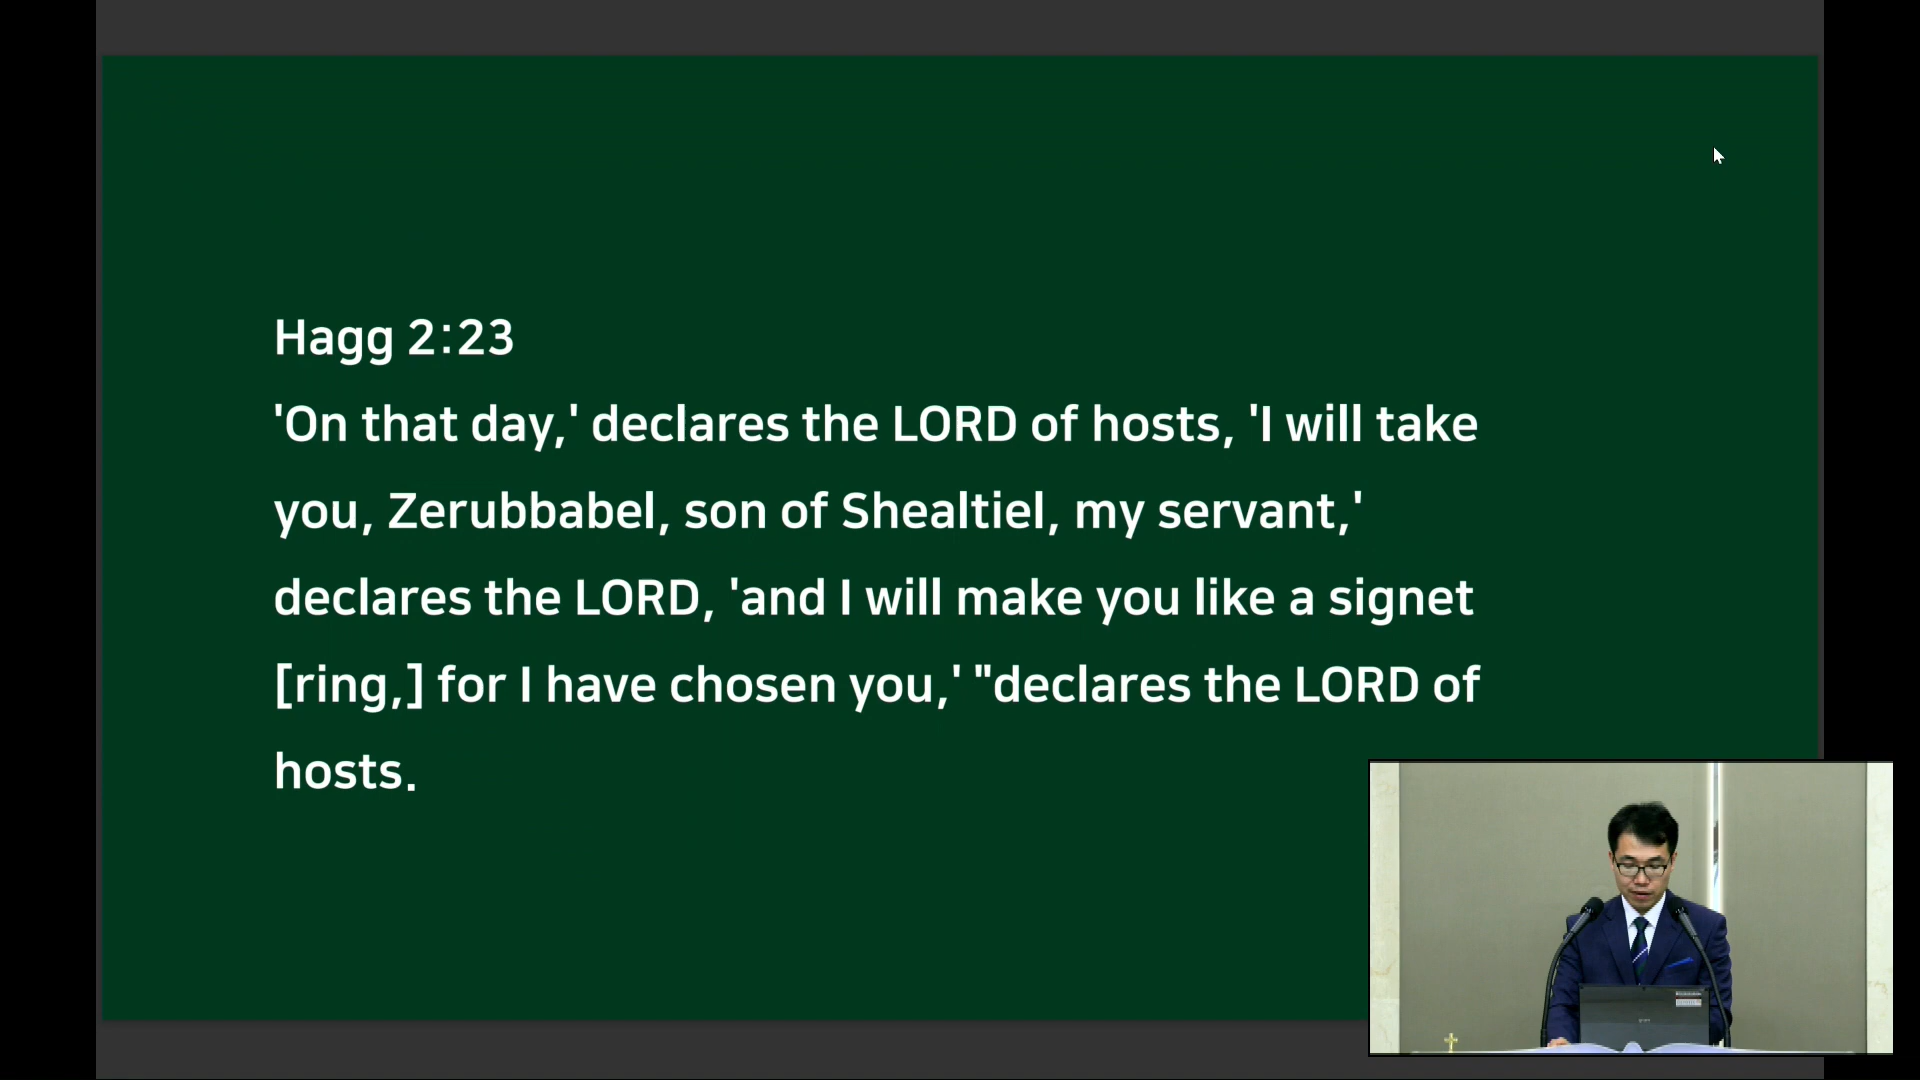 Hagg 2:23
'On that day,' declares the LORD of hosts, 'I will take
you, Zerubbabel, son of Shealtiel, my servant,'
declares the LORD, 'and I will make you like a signet
[ring,] for I have chosen you,' "declares the LORD of
hosts.